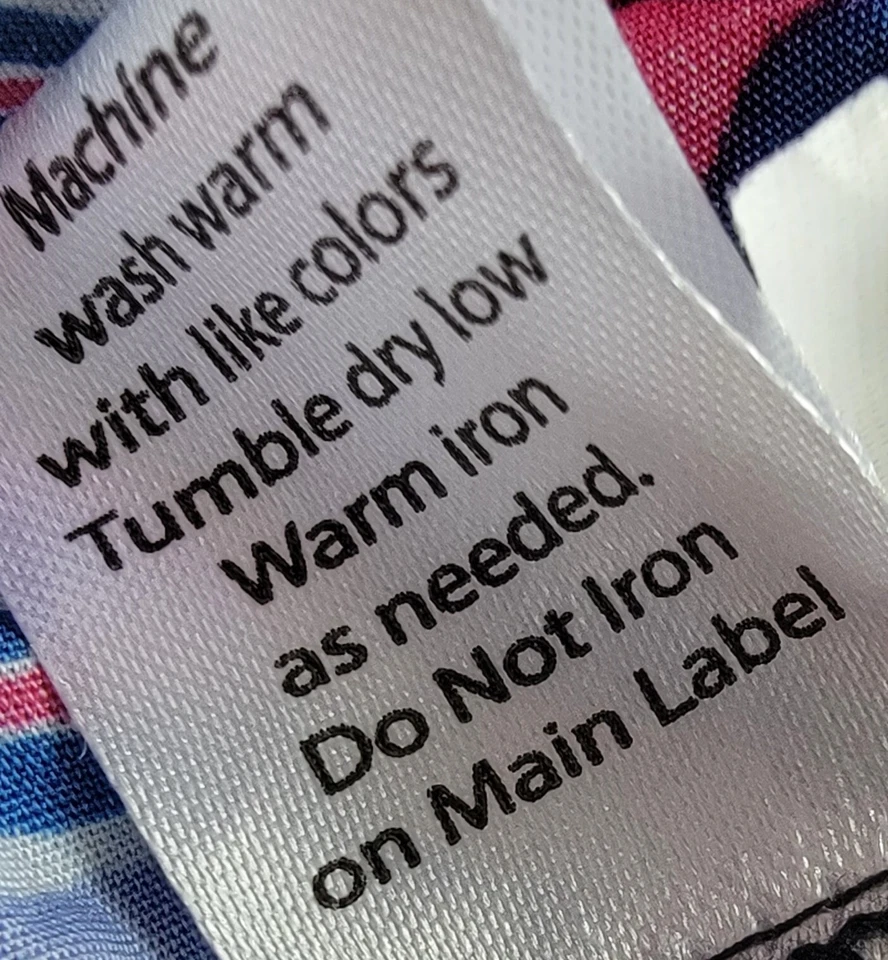 Machine
wash warm
with like colors
Tumble dry low
Warm iron
as needed.
Do Not Iron
on Main Label